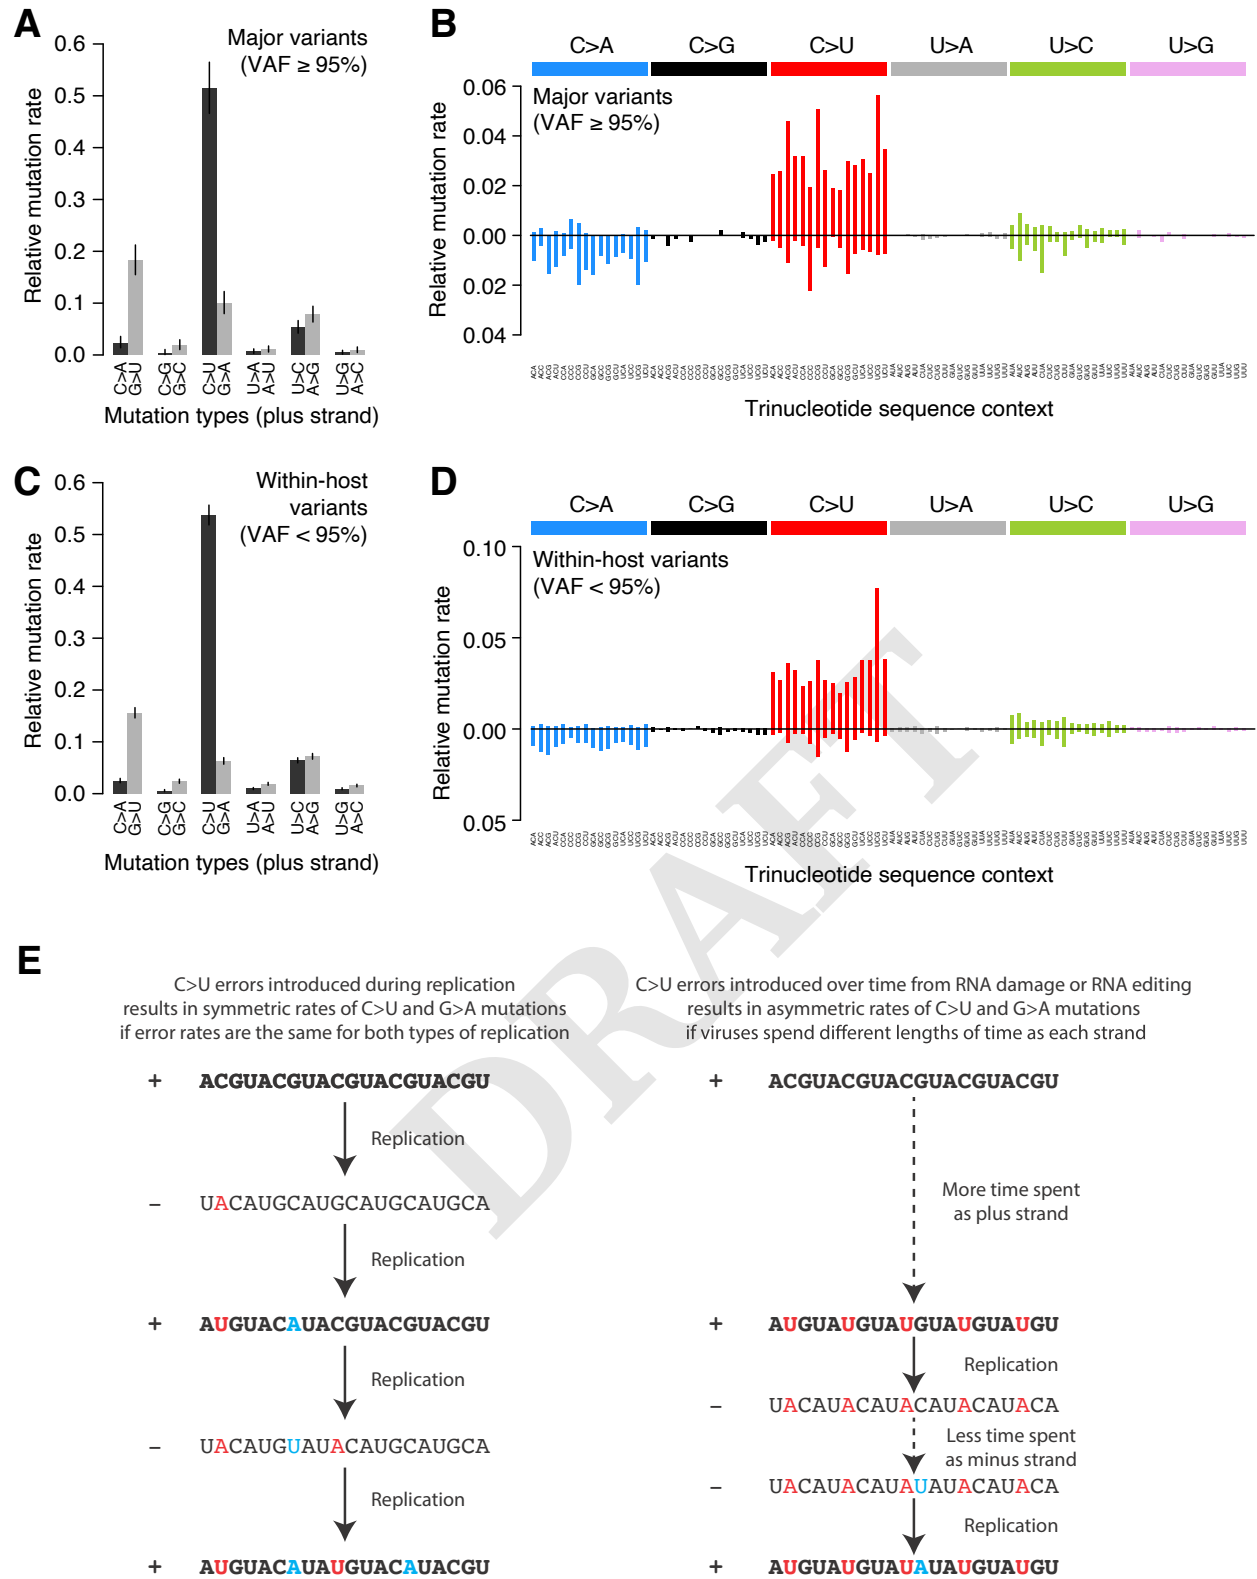 A
Major variants
(VAF ≥ 95%)
Relative mutation rate
0.6
0.5
0.4
0.3
0.2
0.1
0.0
C>A
G>U
C>G
G>C
C>U
G>A
U>A
A>U
U>C
A>G
U>G
A>C
Mutation types (plus strand)
B
C>A C>G C>U U>A U>C U>G
Major variants
(VAF ≥ 95%)
Relative mutation rate
0.06
0.04
0.02
0.00
0.02
0.04
Trinucleotide sequence context
C
Within-host
variants
(VAF < 95%)
Relative mutation rate
0.6
0.5
0.4
0.3
0.2
0.1
0.0
C>A
G>U
C>G
G>C
C>U
G>A
U>A
A>U
U>C
A>G
U>G
A>C
Mutation types (plus strand)
D
C>A C>G C>U U>A U>C U>G
Within-host variants
(VAF < 95%)
Relative mutation rate
0.10
0.05
0.00
0.05
Trinucleotide sequence context
DRAFT
E
C>U errors introduced during replication
results in symmetric rates of C>U and G>A mutations
if error rates are the same for both types of replication
+ ACGUACGUACGUACGUACGU
Replication
– UACAUGCAUGCAUGCAUGCA
Replication
+ AUGUACAUACGUACGUACGU
Replication
– UACAUGUAUACAUGCAUGCA
Replication
+ AUGUACAUAUGUACAUACGU
C>U errors introduced over time from RNA damage or RNA editing
results in asymmetric rates of C>U and G>A mutations
if viruses spend different lengths of time as each strand
+ ACGUACGUACGUACGUACGU
More time spent
as plus strand
+ AUGUAUGUAUGUAUGUAUGU
Replication
– UACAUACAUACAUACAUACA
Less time spent
as minus strand
– UACAUACAUAUAUACAUACA
Replication
+ AUGUAUGUAUAUAUGUAUGU